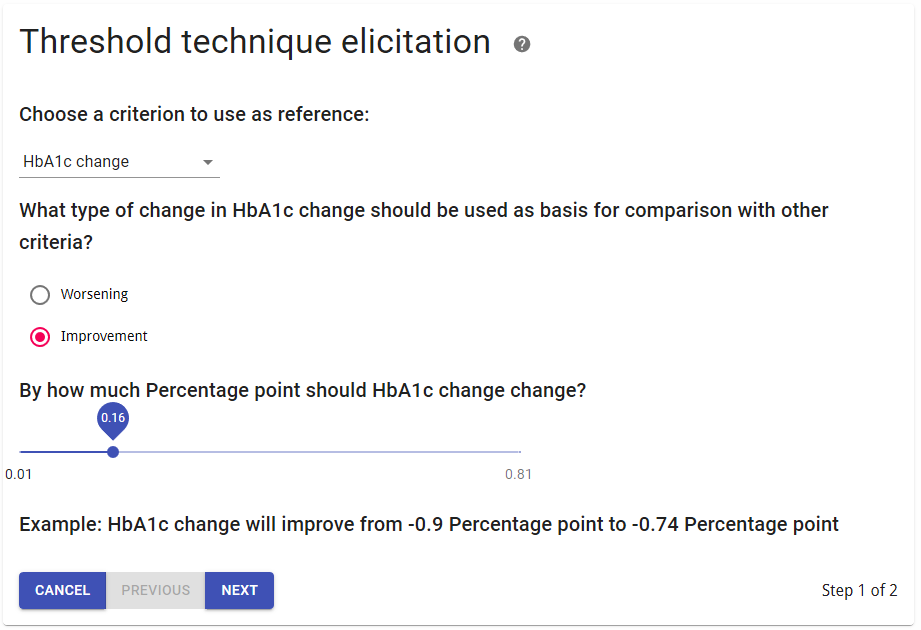 Threshold technique elicitation ?
Choose a criterion to use as reference:
HbA1c change
What type of change in HbA1c change should be used as basis for comparison with other
criteria?
Worsening
Improvement
By how much Percentage point should HbA1c change change?
0.16
0.01 0.81
Example: HbA1c change will improve from -0.9 Percentage point to -0.74 Percentage point
CANCEL PREVIOUS NEXT Step 1 of 2